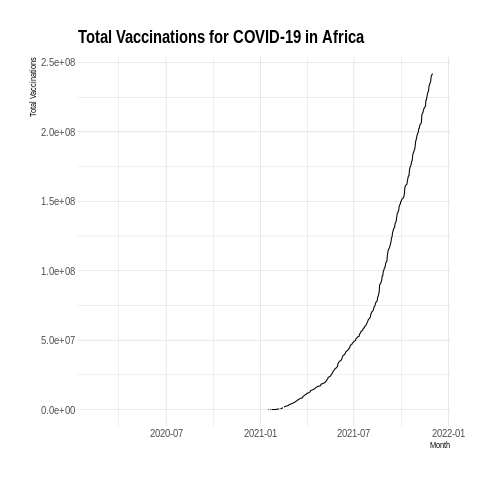 Total Vaccinations for COVID-19 in Africa
Total Vaccinations
2.5e+08
2.0e+08
1.5e+08
1.0e+08
5.0e+07
0.0e+00
2020-07 2021-01 2021-07 2022-01
Month